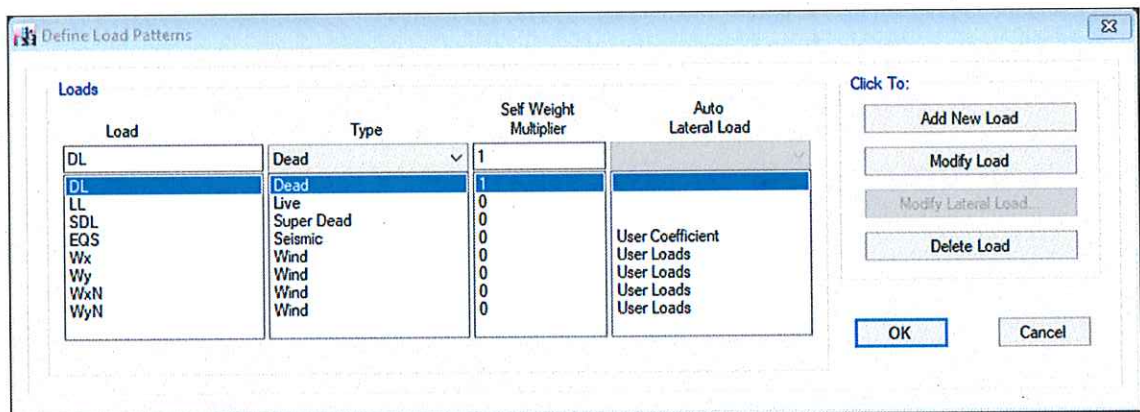 Define Load Patterns
Loads
Load Type Self Weight Multiplier Auto Lateral Load
DL Dead 1
DL Dead 1
LL Live 0
SDL Super Dead 0
EQS Seismic 0 User Coefficient
Wx Wind 0 User Loads
Wy Wind 0 User Loads
WxN Wind 0 User Loads
WyN Wind 0 User Loads
Click To:
Add New Load
Modify Load
Modify Lateral Load...
Delete Load
OK Cancel